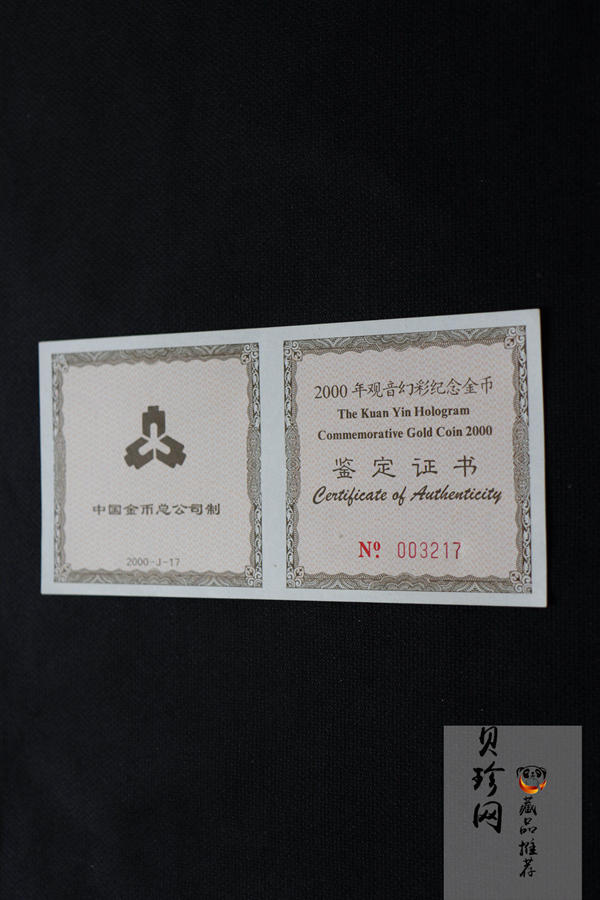 中国金币总公司制
2000-J-17
2000年观音幻彩纪念金币
The Kuan Yin Hologram
Commemorative Gold Coin 2000
鉴定证书
Certificate of Authenticity
Nº 003217
贝珍网
藏品推荐